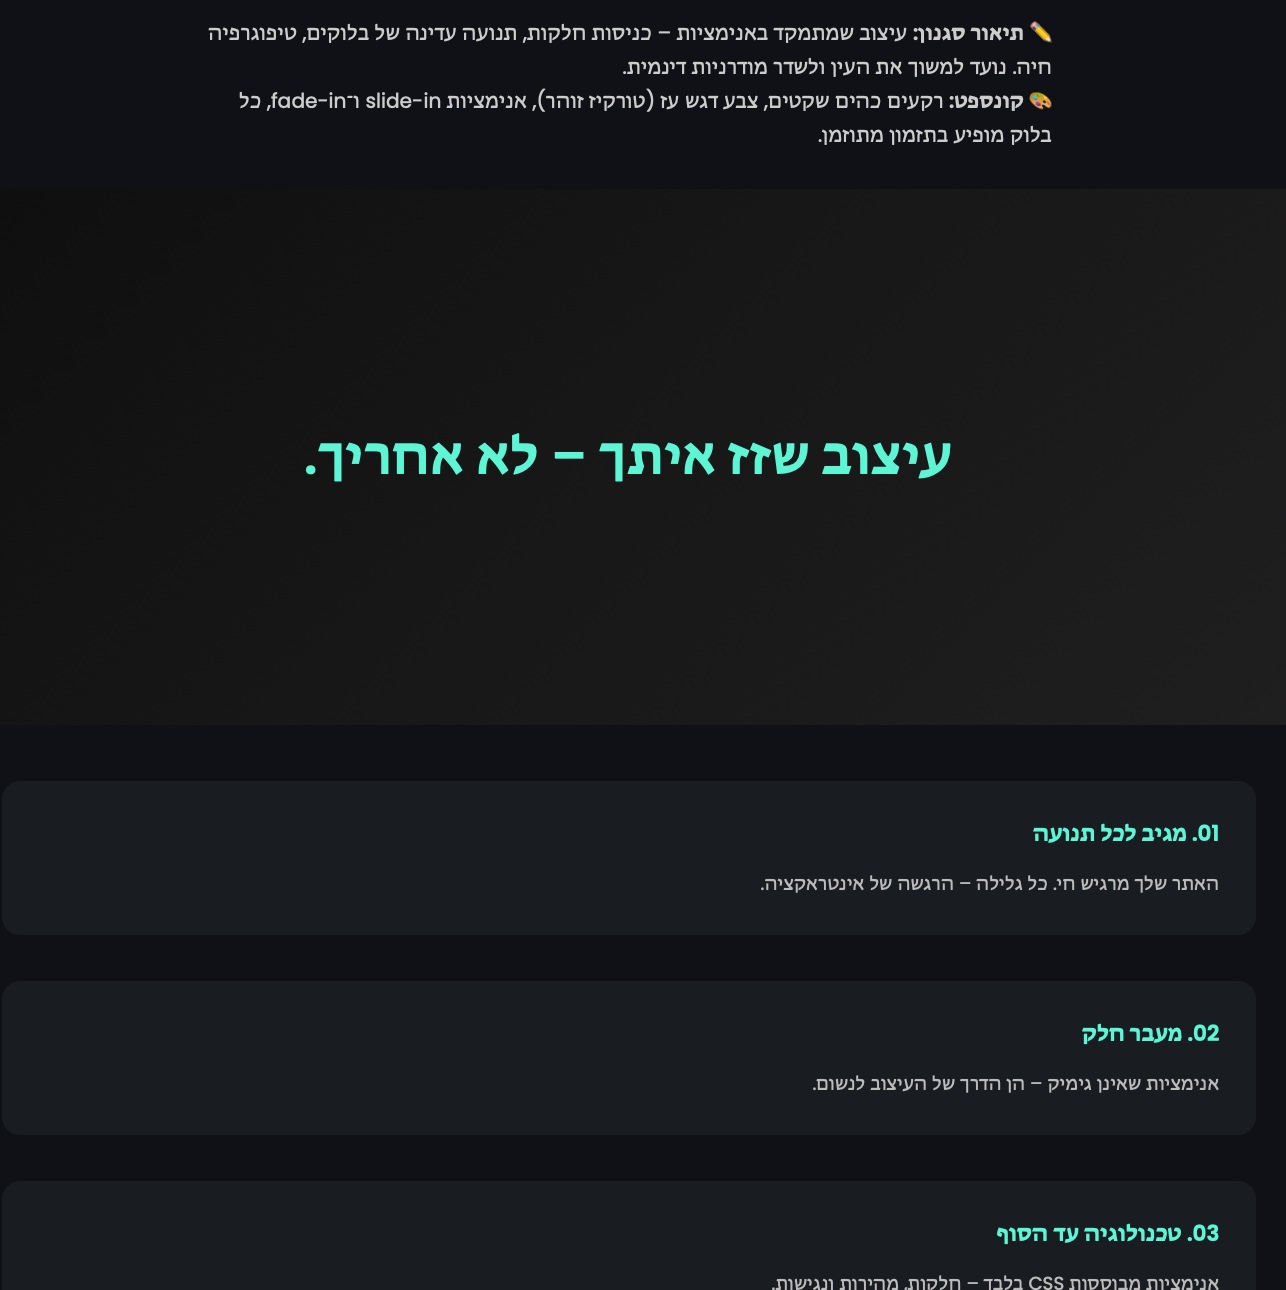 ✏️ תיאור סגנון: עיצוב שמתמקד באנימציות – כניסות חלקות, תנועה עדינה של בלוקים, טיפוגרפיה
חיה. נועד למשוך את העין ולשדר מודרניות דינמית.
🎨 קונספט: רקעים כהים שקטים, צבע דגש עז (טורקיז זוהר), אנימציות slide-in ו־fade-in, כל
בלוק מופיע בתזמון מתוזמן.
עיצוב שזז איתך – לא אחריך.
01. מגיב לכל תנועה
האתר שלך מרגיש חי. כל גלילה – הרגשה של אינטראקציה.
02. מעבר חלק
אנימציות שאינן גימיק – הן הדרך של העיצוב לנשום.
03. טכנולוגיה עד הסוף
אנימציות מבוססות CSS בלבד – חלקות, מהירות ונגישות.